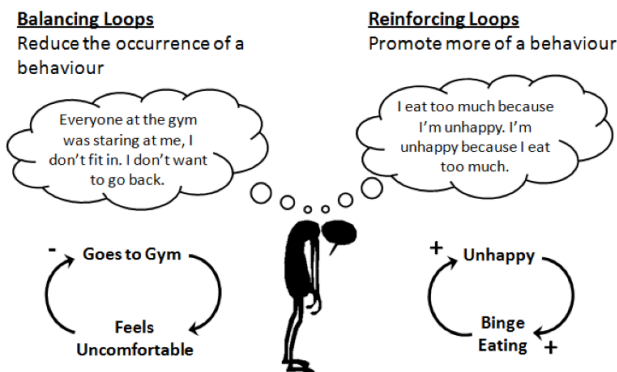 Balancing Loops
Reduce the occurrence of a
behaviour
Everyone at the gym
was staring at me, I
don't fit in. I don't want
to go back.
- Goes to Gym
Feels
Uncomfortable
Reinforcing Loops
Promote more of a behaviour
I eat too much because
I'm unhappy. I'm
unhappy because I eat
too much.
+ Unhappy
Binge
Eating +